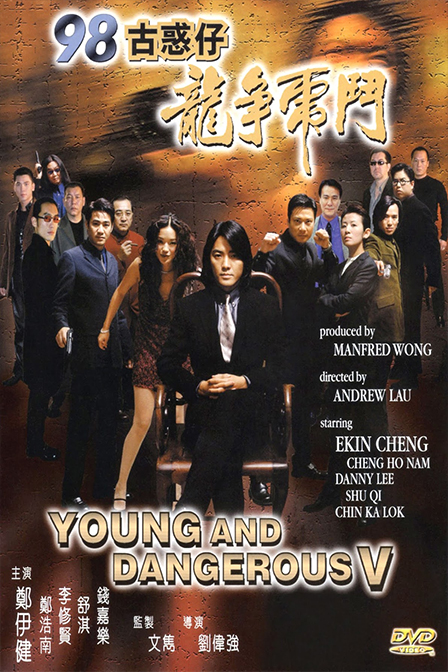 98古惑仔
龍争虎鬥
produced by
MANFRED WONG
directed by
ANDREW LAU
starring
EKIN CHENG
CHENG HO NAM
DANNY LEE
SHU QI
CHIN KA LOK
YOUNG AND
DANGEROUS V
主演
鄭伊健
鄭浩南
李修賢
舒淇
錢嘉樂
監製
文雋
導演
劉偉強
DVD
VIDEO